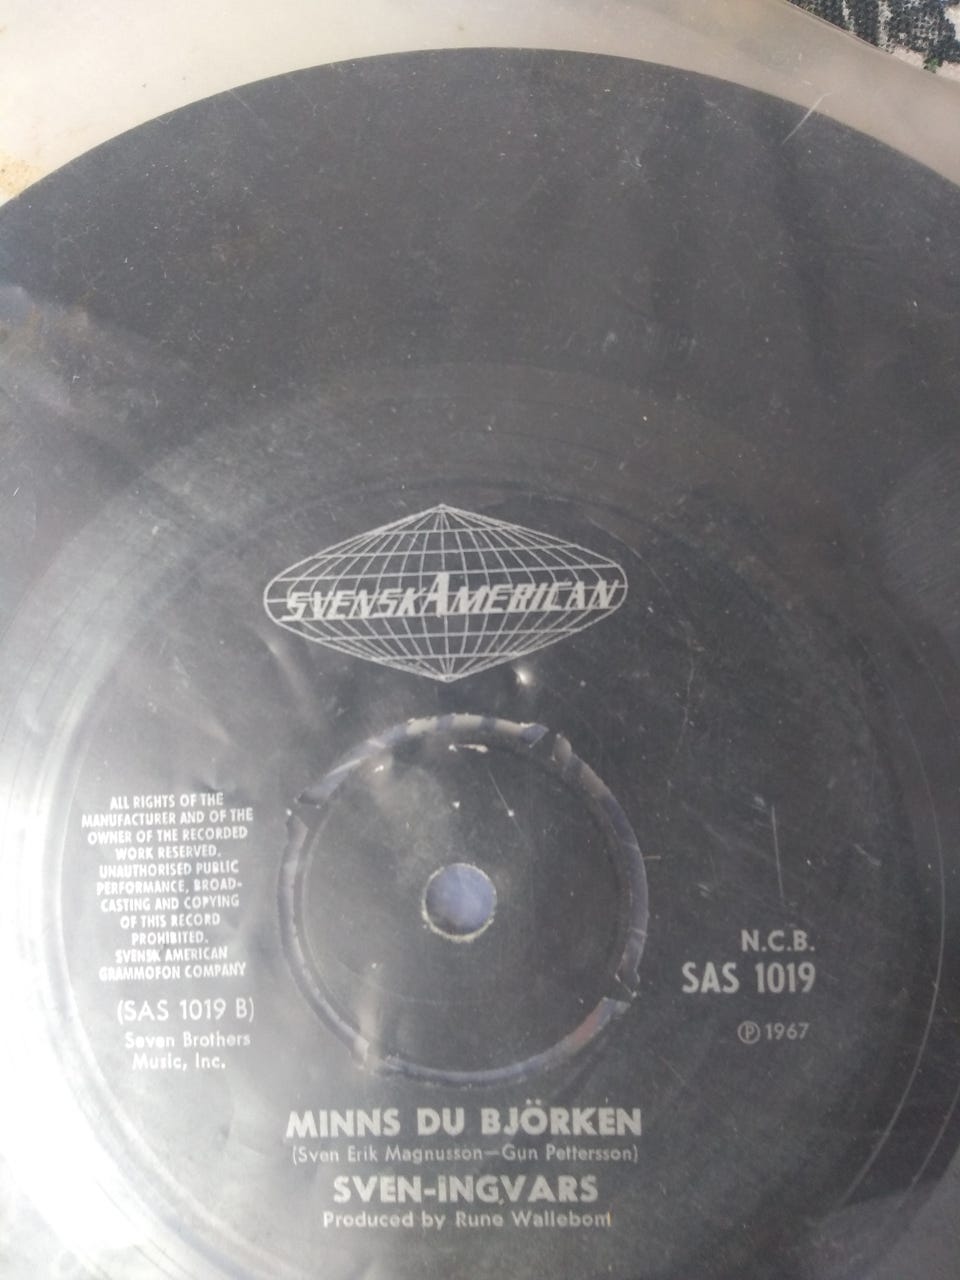 SVENSKAMERICAN
ALL RIGHTS OF THE
MANUFACTURER AND OF THE
OWNER OF THE RECORDED
WORK RESERVED.
UNAUTHORISED PUBLIC
PERFORMANCE, BROAD-
CASTING AND COPYING
OF THIS RECORD
PROHIBITED.
SVENSK AMERICAN
GRAMMOFON COMPANY
(SAS 1019 B)
Seven Brothers
Music, Inc.
N.C.B.
SAS 1019
Ⓟ 1967
MINNS DU BJÖRKEN
(Sven Erik Magnusson—Gun Pettersson)
SVEN-INGVARS
Produced by Rune Wallebom